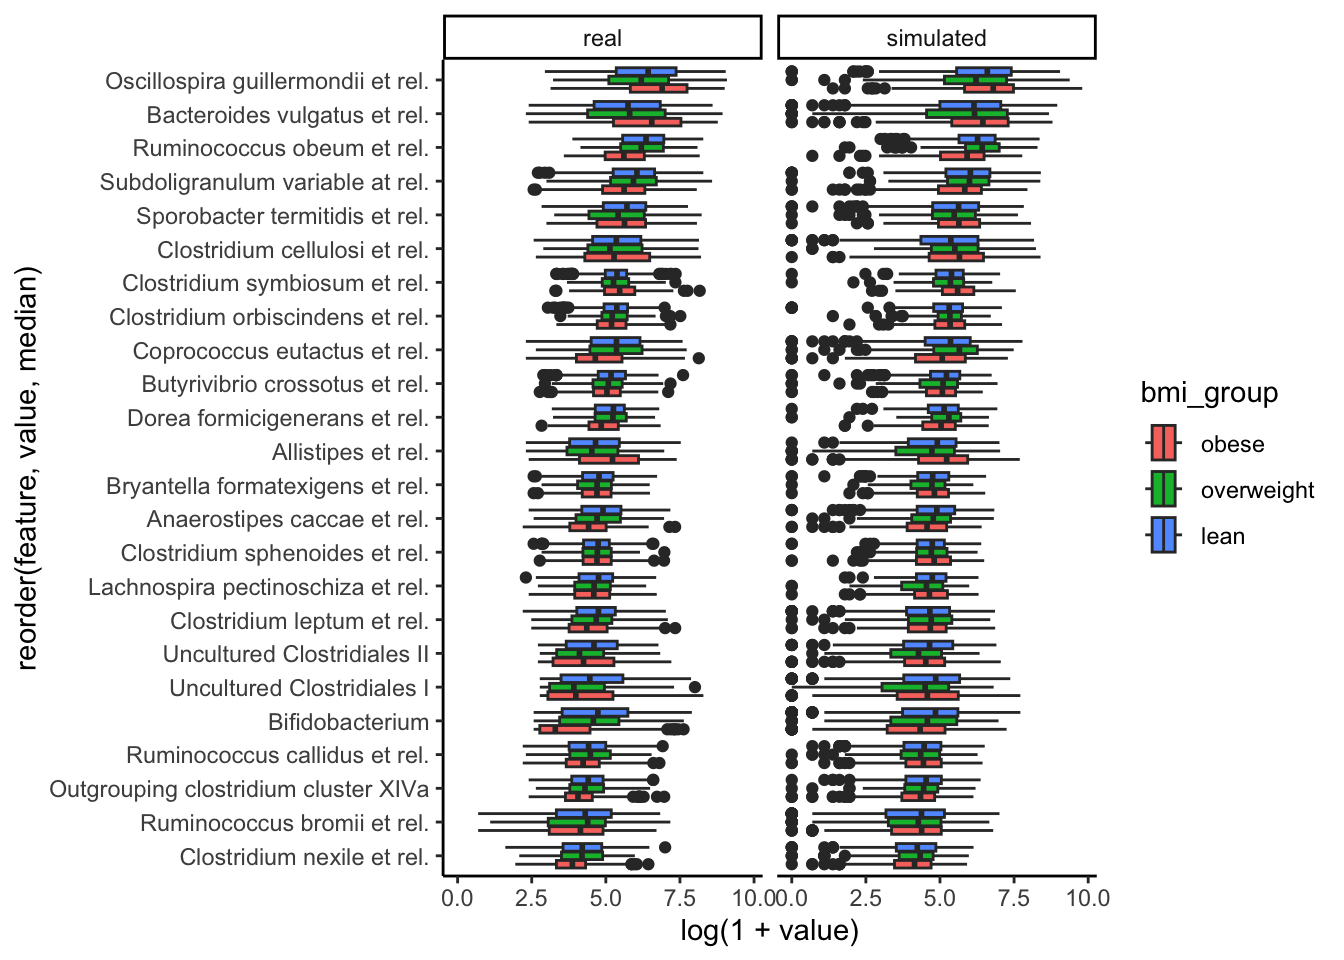 real
simulated
reorder(feature, value, median)
Oscillospira guillermondii et rel.
Bacteroides vulgatus et rel.
Ruminococcus obeum et rel.
Subdoligranulum variable at rel.
Sporobacter termitidis et rel.
Clostridium cellulosi et rel.
Clostridium symbiosum et rel.
Clostridium orbiscindens et rel.
Coprococcus eutactus et rel.
Butyrivibrio crossotus et rel.
Dorea formicigenerans et rel.
Allistipes et rel.
Bryantella formatexigens et rel.
Anaerostipes caccae et rel.
Clostridium sphenoides et rel.
Lachnospira pectinoschiza et rel.
Clostridium leptum et rel.
Uncultured Clostridiales II
Uncultured Clostridiales I
Bifidobacterium
Ruminococcus callidus et rel.
Outgrouping clostridium cluster XIVa
Ruminococcus bromii et rel.
Clostridium nexile et rel.
0.0 2.5 5.0 7.5 10.0 0.0 2.5 5.0 7.5 10.0
log(1 + value)
bmi_group
obese
overweight
lean